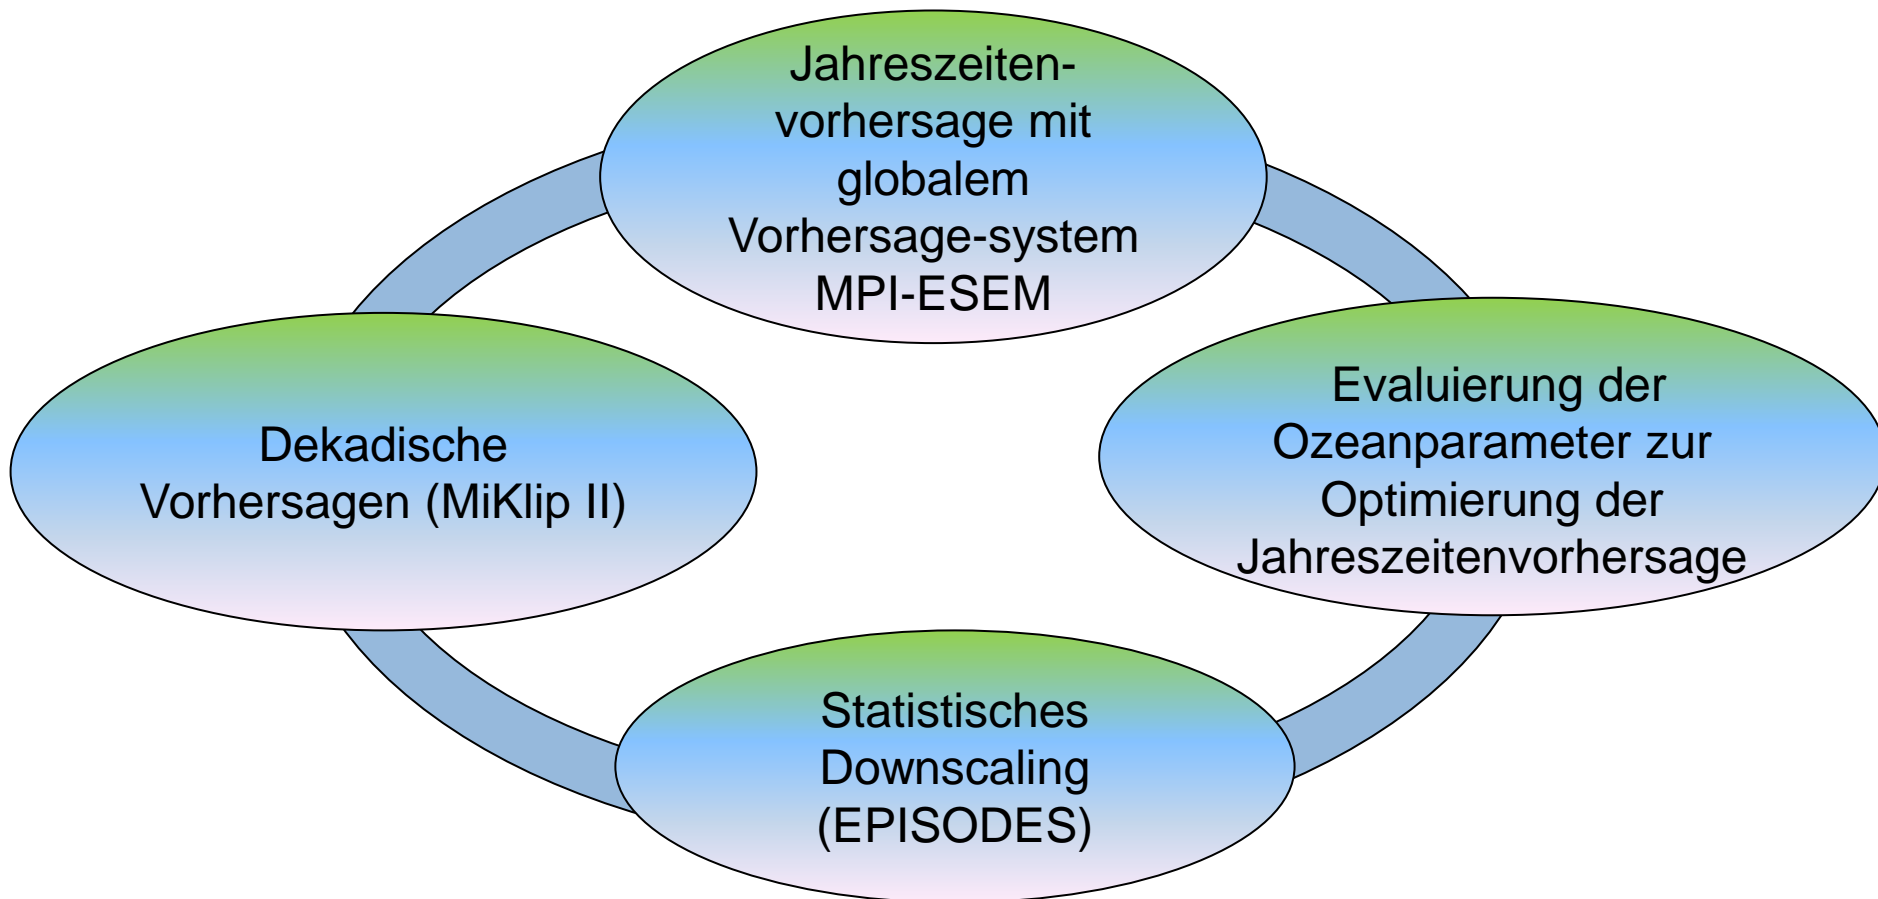 Jahreszeiten-
vorhersage mit
globalem
Vorhersage-system
MPI-ESEM
Dekadische
Vorhersagen (MiKlip II)
Evaluierung der
Ozeanparameter zur
Optimierung der
Jahreszeitenvorhersage
Statistisches
Downscaling
(EPISODES)